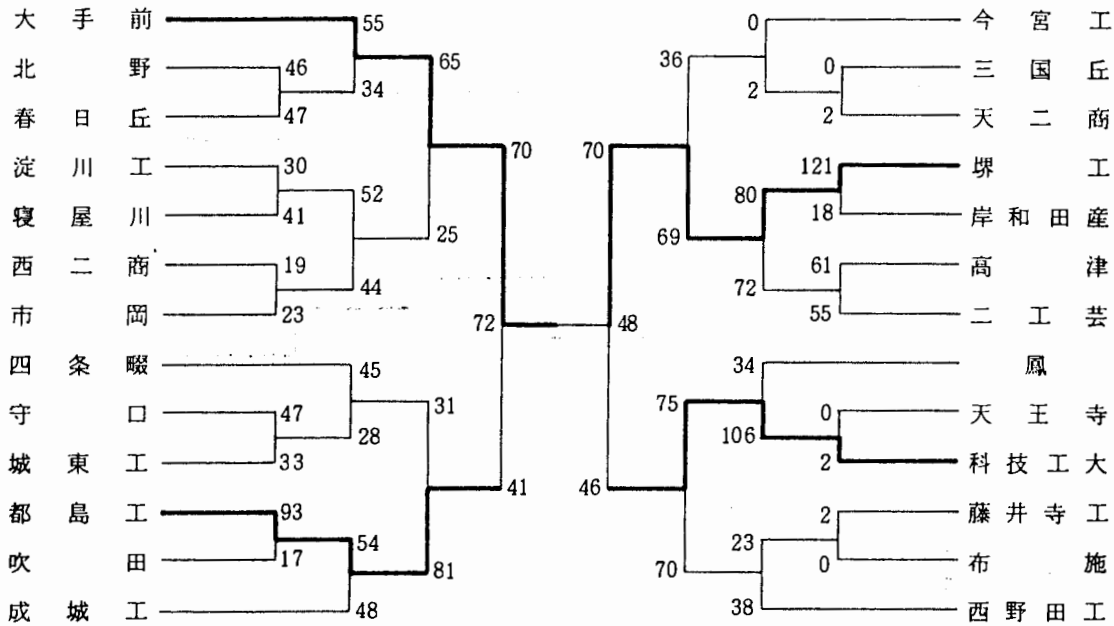 大手前 55 0 今宮工
65 36
北野 46 34 2 0 三国丘
春日丘 47 2 天二商
70 70
淀川工 30 121 堺工
52 80
寝屋川 41 18 岸和田産
25 69
西二商 19 61 高津
44 72
市岡 23 55 二工芸
72 48
四条畷 45 34 鳳
31 75
守口 47 0 天王寺
28 106
城東工 33 2 科技工大
41 46
都島工 93 2 藤井寺工
54 23
吹田 17 0 布施
81 70
成城工 48 38 西野田工